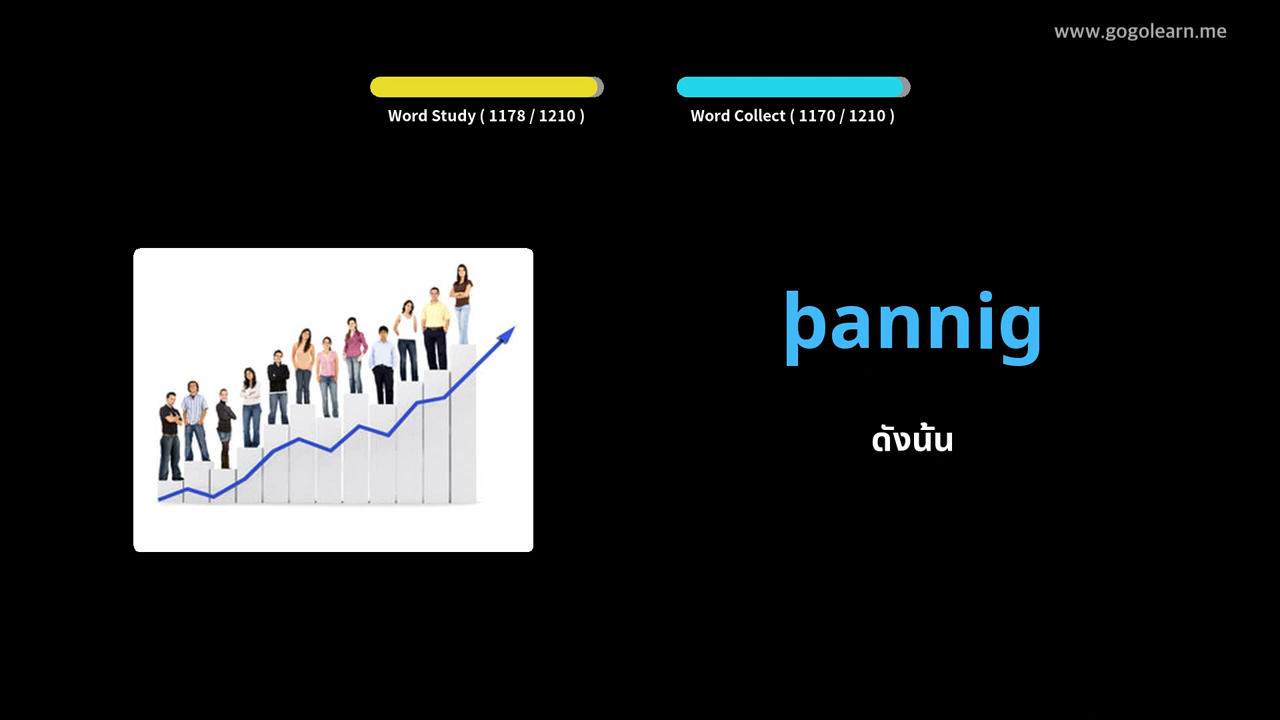 www.gogolearn.me
Word Study ( 1178 / 1210 )
Word Collect ( 1170 / 1210 )
þannig
ดังนั้น